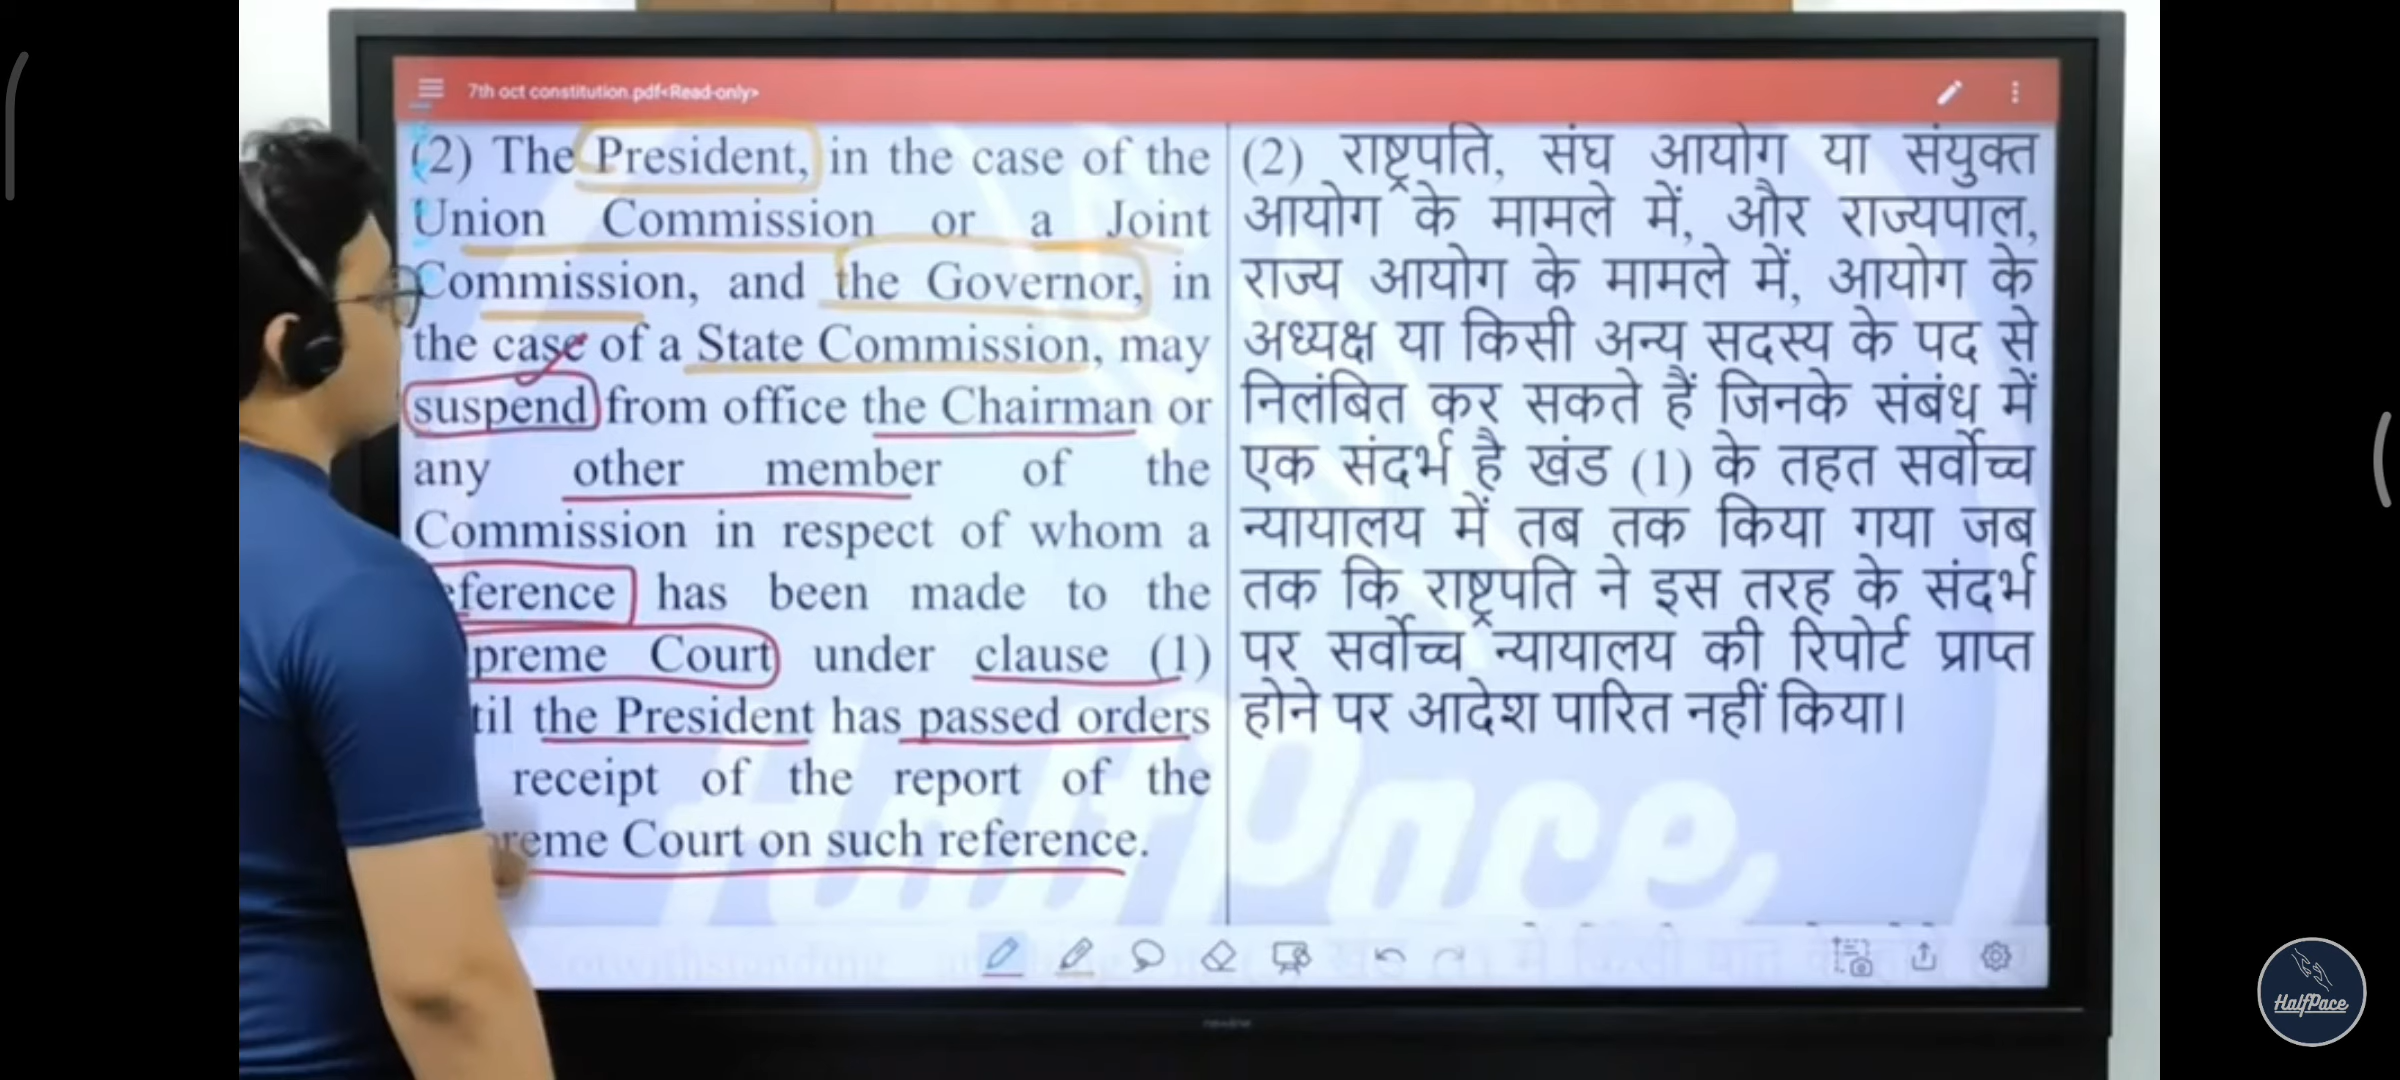 7th oct constitution.pdf<Read-only>
(2) The President, in the case of the
Union Commission or a Joint
Commission, and the Governor, in
the case of a State Commission, may
suspend from office the Chairman or
any other member of the
Commission in respect of whom a
ference has been made to the
preme Court under clause (1)
til the President has passed orders
receipt of the report of the
reme Court on such reference.
(2) राष्ट्रपति, संघ आयोग या संयुक्त
आयोग के मामले में, और राज्यपाल,
राज्य आयोग के मामले में, आयोग के
अध्यक्ष या किसी अन्य सदस्य के पद से
निलंबित कर सकते हैं जिनके संबंध में
एक संदर्भ है खंड (1) के तहत सर्वोच्च
न्यायालय में तब तक किया गया जब
तक कि राष्ट्रपति ने इस तरह के संदर्भ
पर सर्वोच्च न्यायालय की रिपोर्ट प्राप्त
होने पर आदेश पारित नहीं किया।
HalfPace
HalfPace